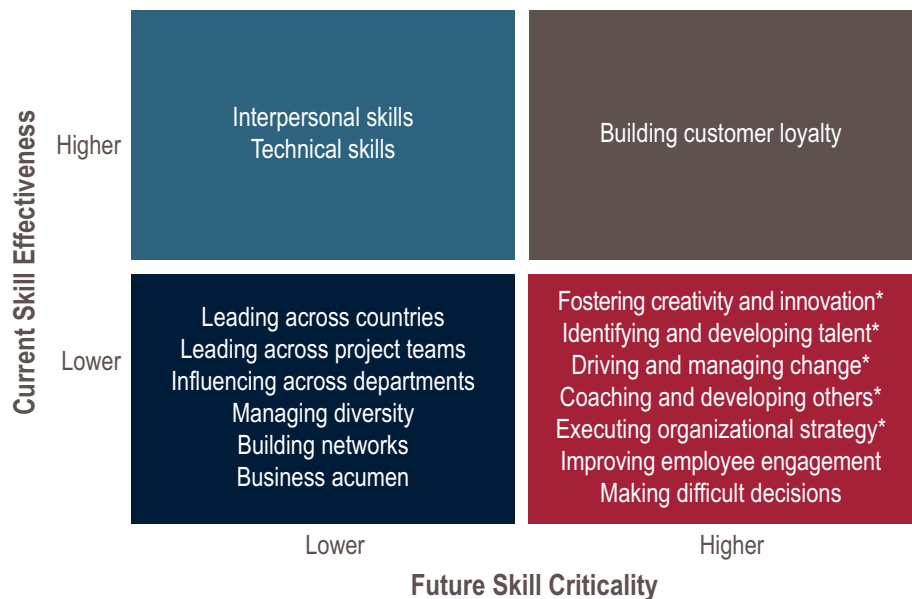 Current Skill Effectiveness
Higher
Interpersonal skills
Technical skills
Building customer loyalty
Lower
Leading across countries
Leading across project teams
Influencing across departments
Managing diversity
Building networks
Business acumen
Fostering creativity and innovation*
Identifying and developing talent*
Driving and managing change*
Coaching and developing others*
Executing organizational strategy*
Improving employee engagement
Making difficult decisions
Lower
Higher
Future Skill Criticality